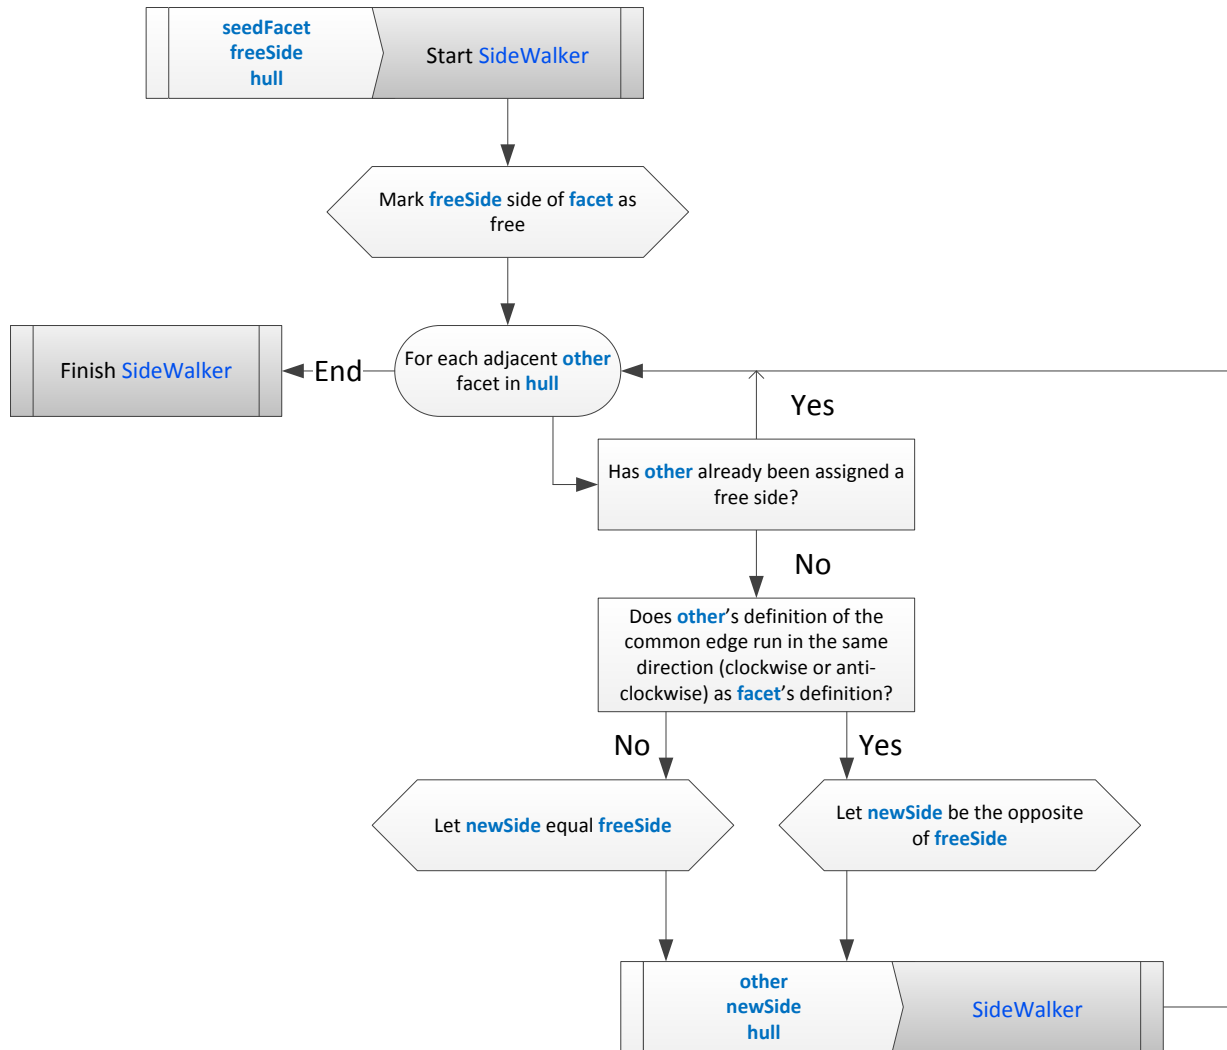 seedFacet
freeSide
hull
Start SideWalker
Mark freeSide side of facet as
free
For each adjacent other
facet in hull
End
Finish SideWalker
Yes
Has other already been assigned a
free side?
No
Does other's definition of the
common edge run in the same
direction (clockwise or anti-
clockwise) as facet's definition?
No
Yes
Let newSide equal freeSide
Let newSide be the opposite
of freeSide
other
newSide
hull
SideWalker